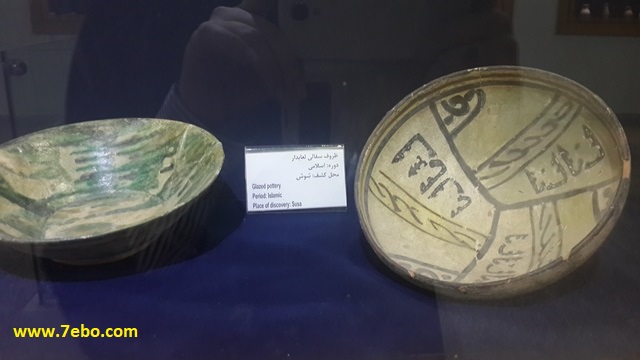 ظروف سفالی لعابدار
دوره: اسلامی
محل کشف: شوش
Glazed pottery
Period: Islamic
Place of discovery: Susa
www.7ebo.com